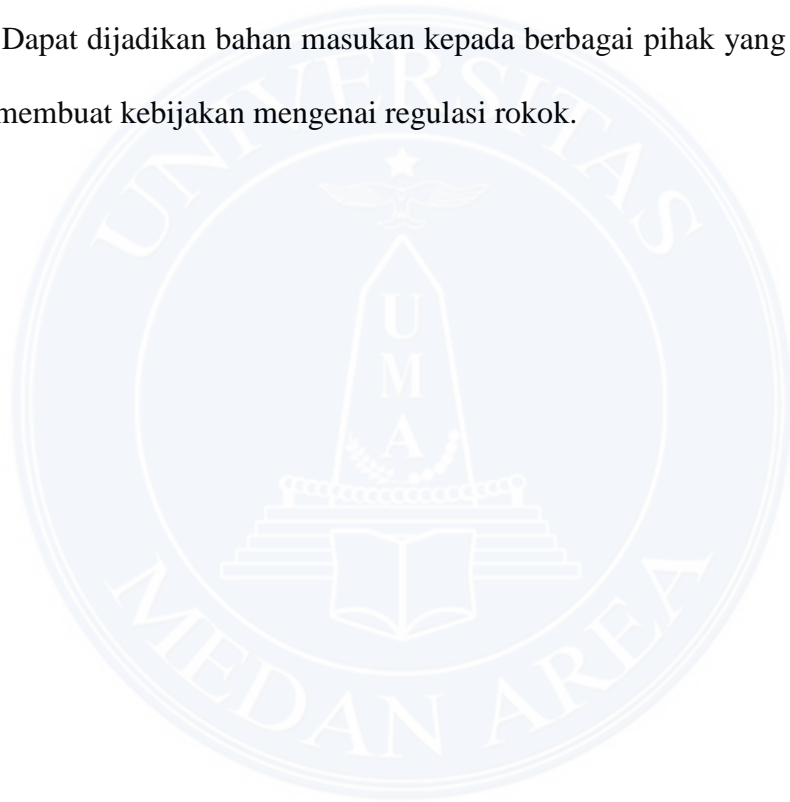 Dapat dijadikan bahan masukan kepada berbagai pihak yang
membuat kebijakan mengenai regulasi rokok.
UNIVERSITAS
U
M
A
MEDAN AREA